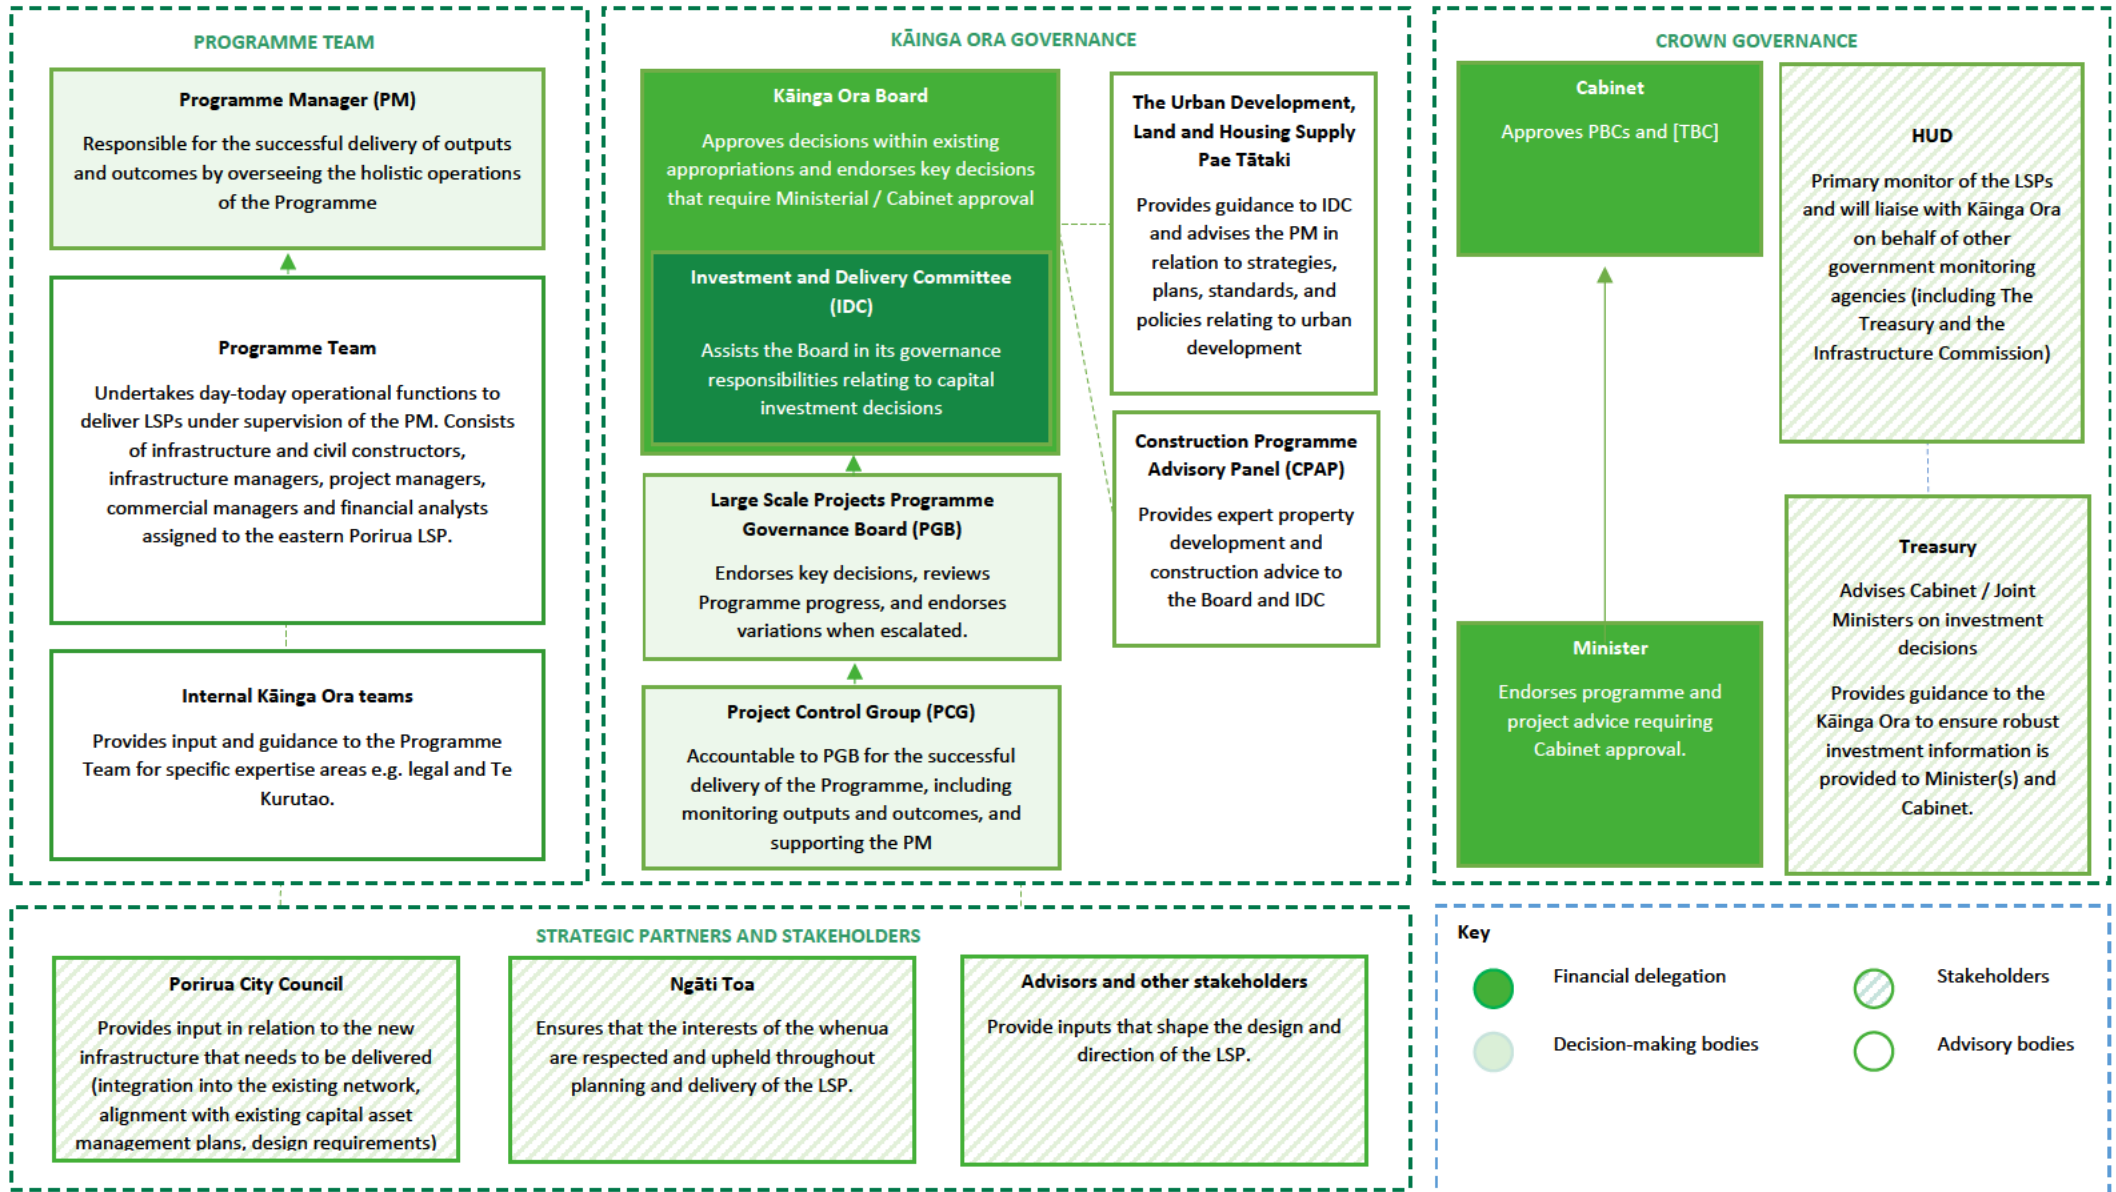 PROGRAMME TEAM
Programme Manager (PM)
Responsible for the successful delivery of outputs
and outcomes by overseeing the holistic operations
of the Programme
Programme Team
Undertakes day-today operational functions to
deliver LSPs under supervision of the PM. Consists
of infrastructure and civil constructors,
infrastructure managers, project managers,
commercial managers and financial analysts
assigned to the eastern Porirua LSP.
Internal Kāinga Ora teams
Provides input and guidance to the Programme
Team for specific expertise areas e.g. legal and Te
Kurutao.
KĀINGA ORA GOVERNANCE
Kāinga Ora Board
Approves decisions within existing
appropriations and endorses key decisions
that require Ministerial / Cabinet approval
Investment and Delivery Committee
(IDC)
Assists the Board in its governance
responsibilities relating to capital
investment decisions
Large Scale Projects Programme
Governance Board (PGB)
Endorses key decisions, reviews
Programme progress, and endorses
variations when escalated.
Project Control Group (PCG)
Accountable to PGB for the successful
delivery of the Programme, including
monitoring outputs and outcomes, and
supporting the PM
The Urban Development,
Land and Housing Supply
Pae Tātaki
Provides guidance to IDC
and advises the PM in
relation to strategies,
plans, standards, and
policies relating to urban
development
Construction Programme
Advisory Panel (CPAP)
Provides expert property
development and
construction advice to
the Board and IDC
CROWN GOVERNANCE
Cabinet
Approves PBCs and [TBC]
Minister
Endorses programme and
project advice requiring
Cabinet approval.
HUD
Primary monitor of the LSPs
and will liaise with Kāinga Ora
on behalf of other
government monitoring
agencies (including The
Treasury and the
Infrastructure Commission)
Treasury
Advises Cabinet / Joint
Ministers on investment
decisions
Provides guidance to the
Kāinga Ora to ensure robust
investment information is
provided to Minister(s) and
Cabinet.
STRATEGIC PARTNERS AND STAKEHOLDERS
Porirua City Council
Provides input in relation to the new
infrastructure that needs to be delivered
(integration into the existing network,
alignment with existing capital asset
management plans, design requirements)
Ngāti Toa
Ensures that the interests of the whenua
are respected and upheld throughout
planning and delivery of the LSP.
Advisors and other stakeholders
Provide inputs that shape the design and
direction of the LSP.
Key
Financial delegation
Stakeholders
Decision-making bodies
Advisory bodies